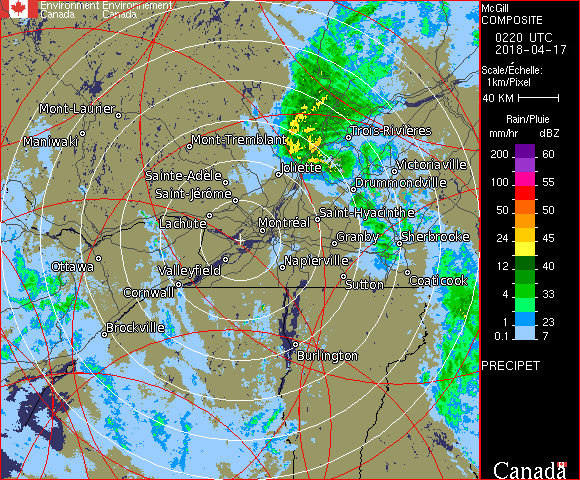 Environment Environnement
Canada Canada
McGill
COMPOSITE
0220 UTC
2018-04-17
Scale/Échelle:
1km/Pixel
40 KM
Rain/Pluie
mm/hr dBZ
200 60
100 55
50 50
24 45
12 40
4 33
1 23
0.1 7
PRECIPET
Canada
Mont-Laurier
Maniwaki
Mont-Tremblant
Trois-Rivières
Joliette
Victoriaville
Sainte-Adèle
Drummondville
Saint-Jérôme
Saint-Hyacinthe
Lachute
Montréal
Granby
Sherbrooke
Ottawa
Valleyfield
Napierville
Cornwall
Sutton
Coaticook
Brockville
Burlington